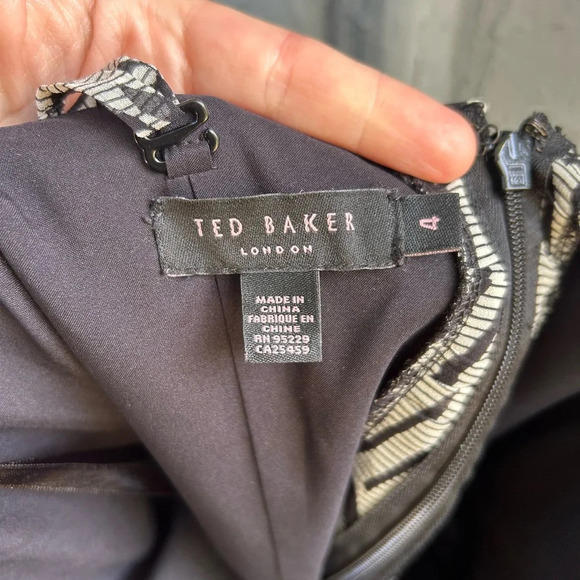 TED BAKER
LONDON
4
MADE IN
CHINA
FABRIQUE EN
CHINE
RN 95229
CA25459